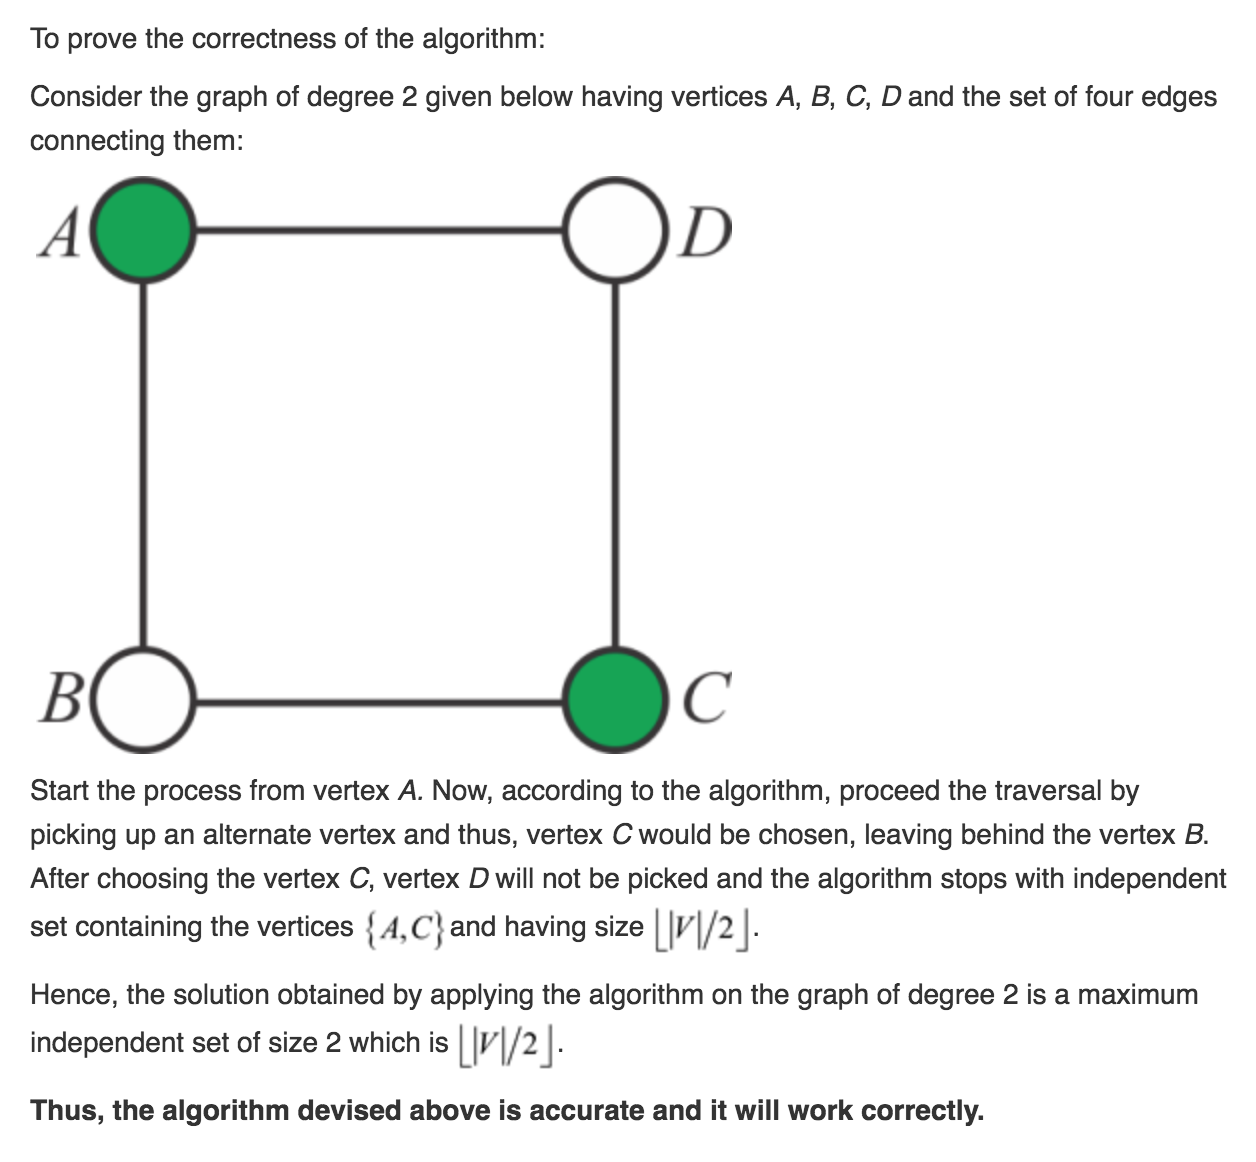 To prove the correctness of the algorithm:
Consider the graph of degree 2 given below having vertices A, B, C, D and the set of four edges
connecting them:
A D
B C
Start the process from vertex A. Now, according to the algorithm, proceed the traversal by
picking up an alternate vertex and thus, vertex C would be chosen, leaving behind the vertex B.
After choosing the vertex C, vertex D will not be picked and the algorithm stops with independent
set containing the vertices {A,C} and having size ⌊|V|/2⌋.
Hence, the solution obtained by applying the algorithm on the graph of degree 2 is a maximum
independent set of size 2 which is ⌊|V|/2⌋.
Thus, the algorithm devised above is accurate and it will work correctly.